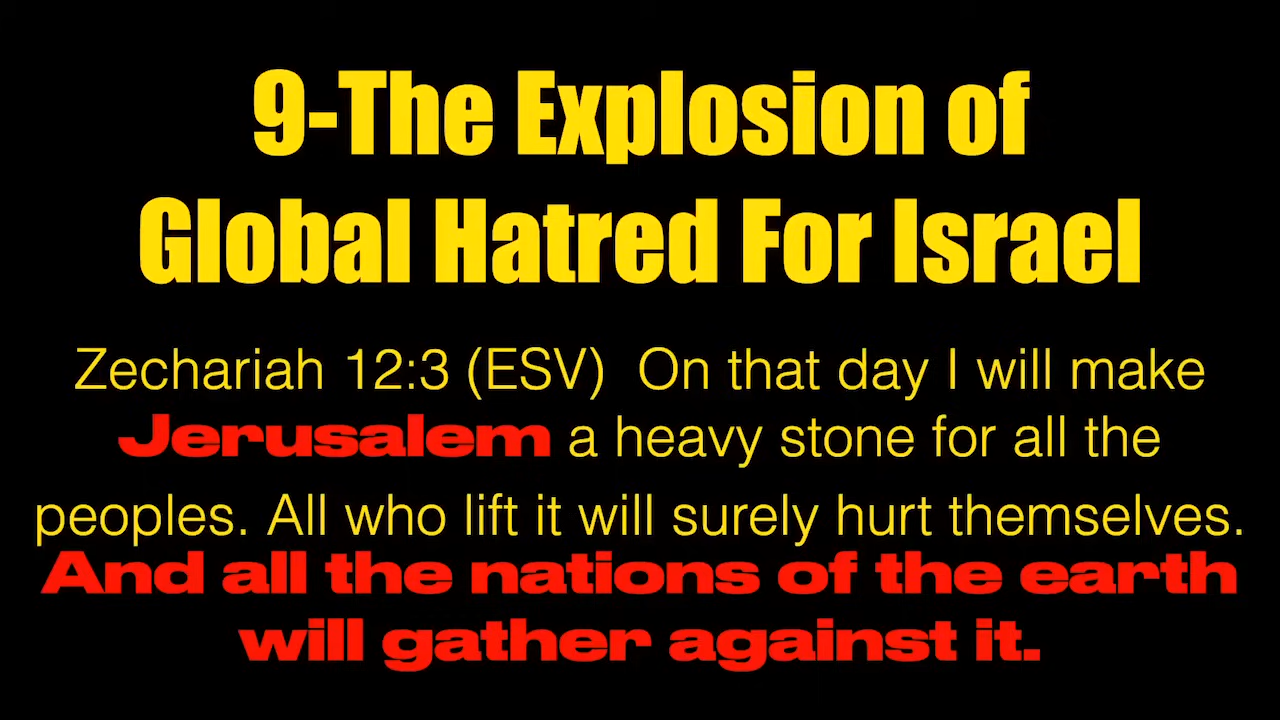 9-The Explosion of
Global Hatred For Israel
Zechariah 12:3 (ESV)  On that day I will make
Jerusalem a heavy stone for all the
peoples. All who lift it will surely hurt themselves.
And all the nations of the earth
will gather against it.